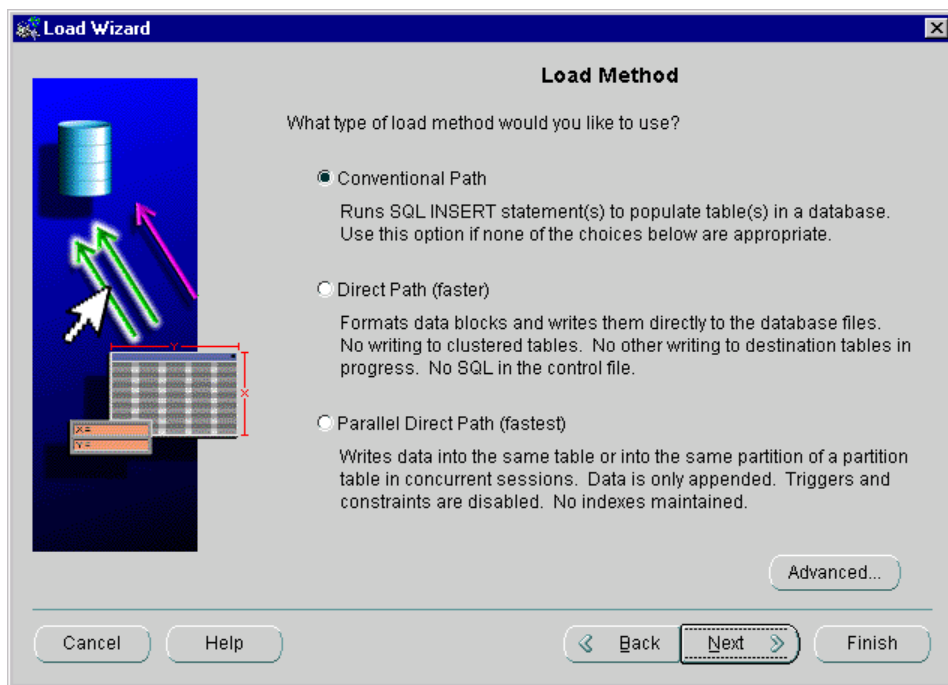 Load Wizard
Load Method
What type of load method would you like to use?
Conventional Path
Runs SQL INSERT statement(s) to populate table(s) in a database.
Use this option if none of the choices below are appropriate.
Direct Path (faster)
Formats data blocks and writes them directly to the database files.
No writing to clustered tables. No other writing to destination tables in
progress. No SQL in the control file.
Y
X
X =
Y =
Parallel Direct Path (fastest)
Writes data into the same table or into the same partition of a partition
table in concurrent sessions. Data is only appended. Triggers and
constraints are disabled. No indexes maintained.
Advanced...
Cancel
Help
Back
Next
Finish